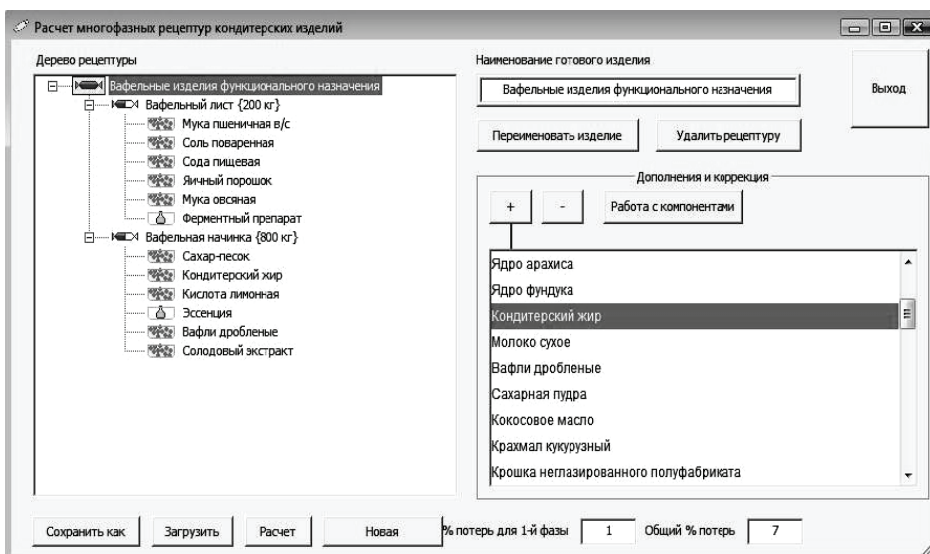 Расчет многофазных рецептур кондитерских изделий
Дерево рецептуры
Вафельные изделия функционального назначения
Вафельный лист {200 кг}
Мука пшеничная в/с
Соль поваренная
Сода пищевая
Яичный порошок
Мука овсяная
Ферментный препарат
Вафельная начинка {800 кг}
Сахар-песок
Кондитерский жир
Кислота лимонная
Эссенция
Вафли дробленые
Солодовый экстракт
Наименование готового изделия
Вафельные изделия функционального назначения
Выход
Переименовать изделие
Удалить рецептуру
Дополнения и коррекция
+
-
Работа с компонентами
Ядро арахиса
Ядро фундука
Кондитерский жир
Молоко сухое
Вафли дробленые
Сахарная пудра
Кокосовое масло
Крахмал кукурузный
Крошка неглазированного полуфабриката
Сохранить как
Загрузить
Расчет
Новая
% потерь для 1-й фазы
1
Общий % потерь
7